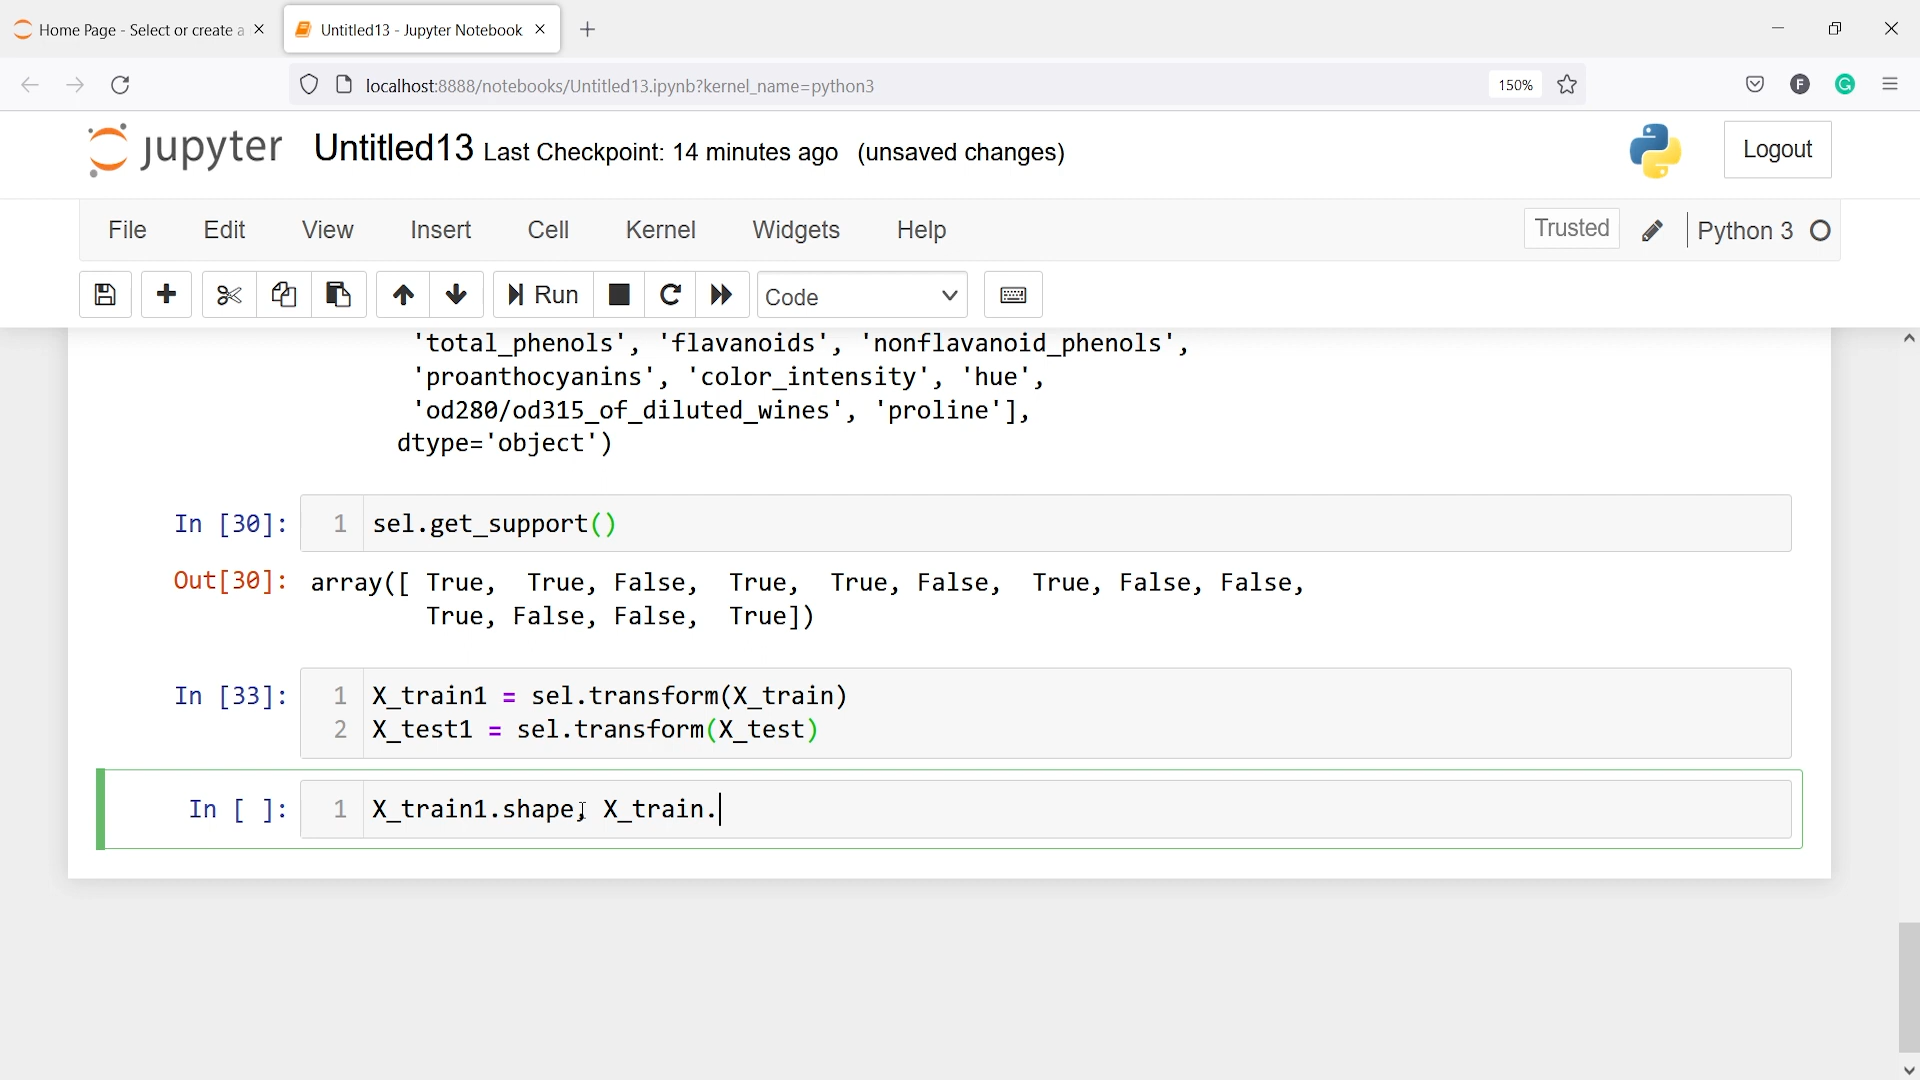 Home Page - Select or create a
Untitled13 - Jupyter Notebook
localhost:8888/notebooks/Untitled13.ipynb?kernel_name=python3
150%
F
G
jupyter Untitled13 Last Checkpoint: 14 minutes ago (unsaved changes)
Logout
File Edit View Insert Cell Kernel Widgets Help
Trusted
Python 3
Run
Code
'total_phenols', 'flavanoids', 'nonflavanoid_phenols',
'proanthocyanins', 'color_intensity', 'hue',
'od280/od315_of_diluted_wines', 'proline'],
dtype='object')
In [30]: 1 sel.get_support()
Out[30]: array([ True, True, False, True, True, False, True, False, False,
True, False, False, True])
In [33]: 1 X_train1 = sel.transform(X_train)
2 X_test1 = sel.transform(X_test)
In [ ]: 1 X_train1.shape, X_train.